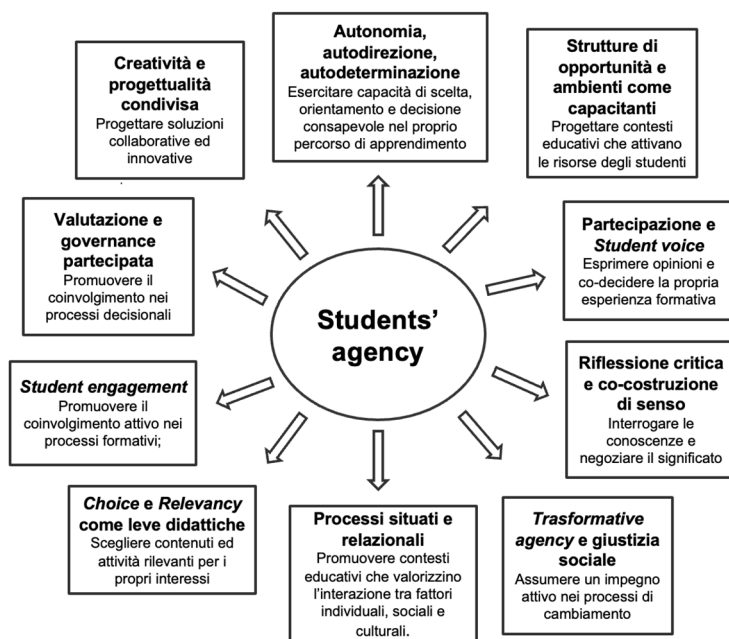 Autonomia,
autodirezione,
autodeterminazione
Esercitare capacità di scelta,
orientamento e decisione
consapevole nel proprio
percorso di apprendimento
Strutture di
opportunità e
ambienti come
capacitanti
Progettare contesti
educativi che attivano
le risorse degli studenti
Partecipazione e
Student voice
Esprimere opinioni e
co-decidere la propria
esperienza formativa
Riflessione critica
e co-costruzione
di senso
Interrogare le
conoscenze e
negoziare il significato
Trasformative
agency e giustizia
sociale
Assumere un impegno
attivo nei processi di
cambiamento
Processi situati e
relazionali
Promuovere contesti
educativi che valorizzino
l'interazione tra fattori
individuali, sociali e
culturali.
Choice e Relevancy
come leve didattiche
Scegliere contenuti ed
attività rilevanti per i
propri interessi
Student engagement
Promuovere il
coinvolgimento attivo nei
processi formativi;
Valutazione e
governance
partecipata
Promuovere il
coinvolgimento nei
processi decisionali
Creatività e
progettualità
condivisa
Progettare soluzioni
collaborative ed
innovative
Students'
agency